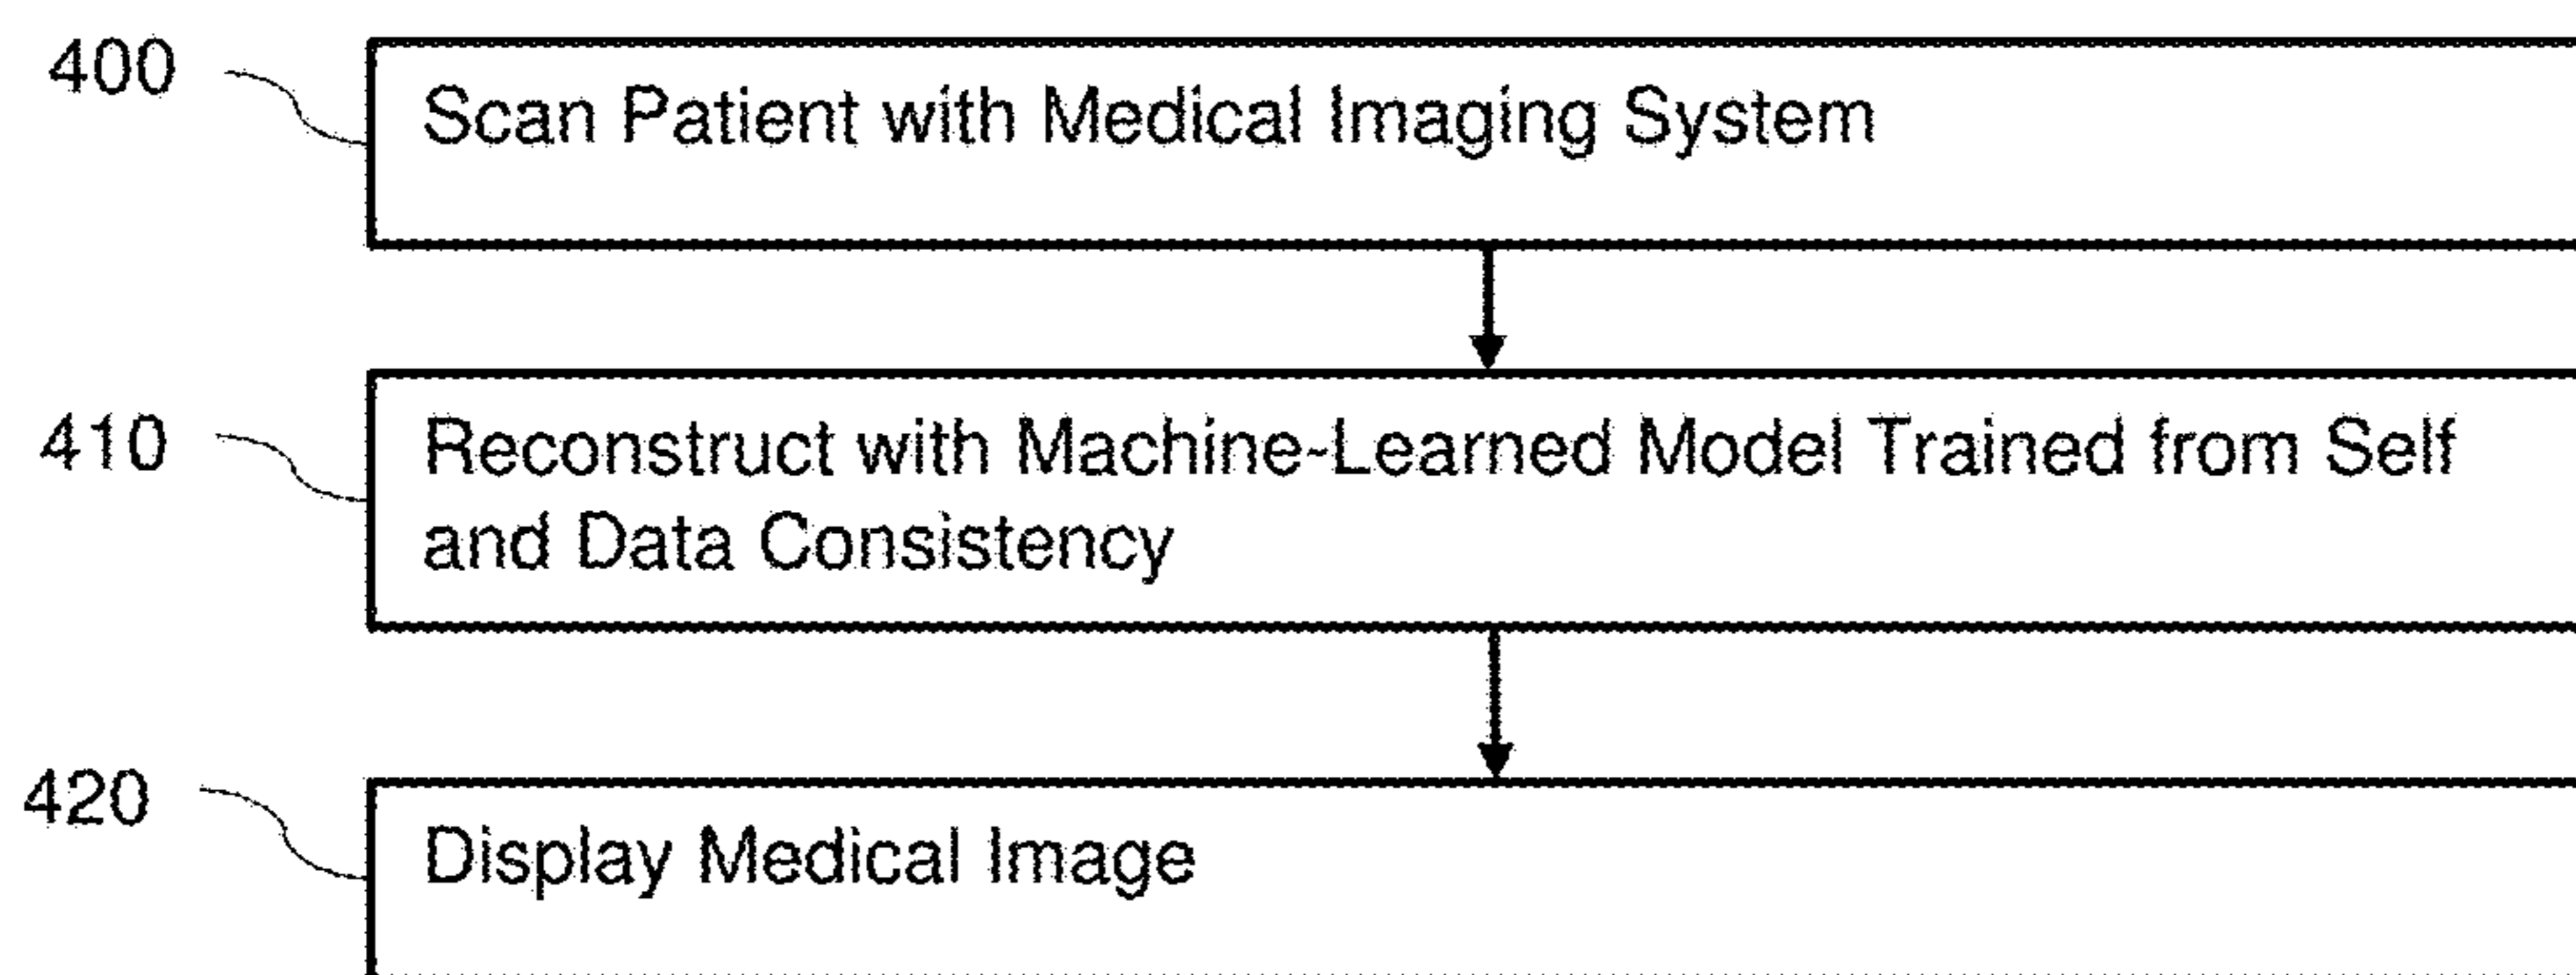 400
Scan Patient with Medical Imaging System
410
Reconstruct with Machine-Learned Model Trained from Self
and Data Consistency
420
Display Medical Image